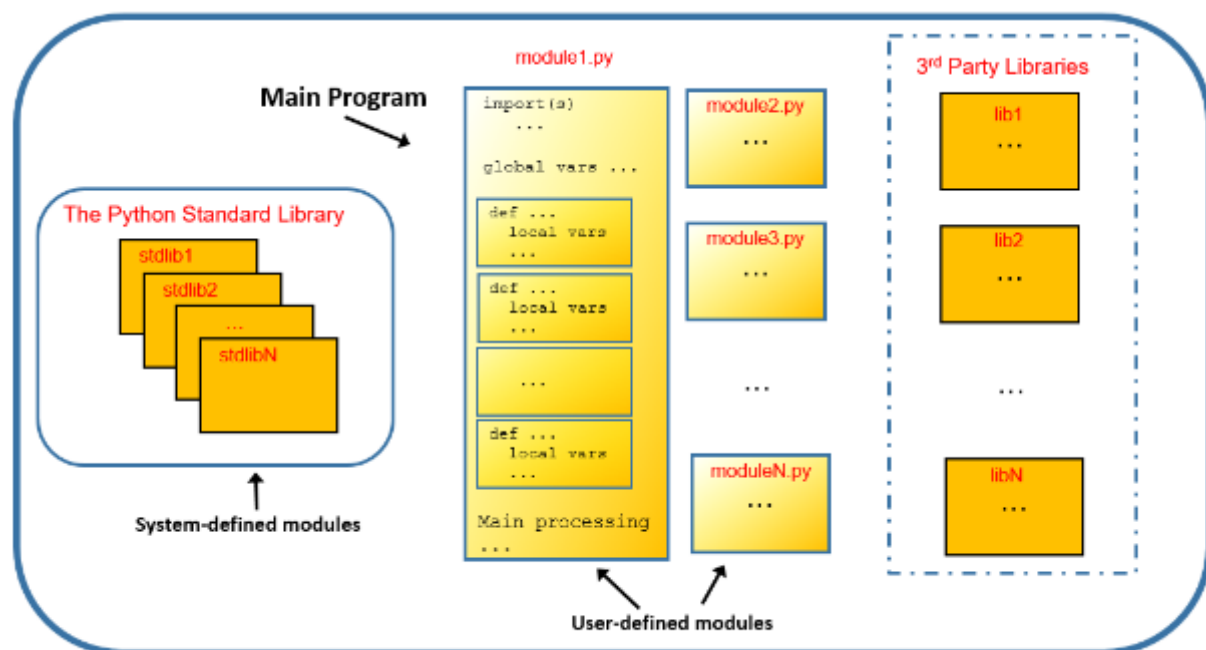 module1.py
3rd Party Libraries
Main Program
import(s)
...
global vars ...
def ...
local vars
...
def ...
local vars
...
...
def ...
local vars
...
Main processing
...
module2.py
...
module3.py
...
...
moduleN.py
...
lib1
...
lib2
...
...
libN
...
The Python Standard Library
stdlib1
stdlib2
...
stdlibN
System-defined modules
User-defined modules